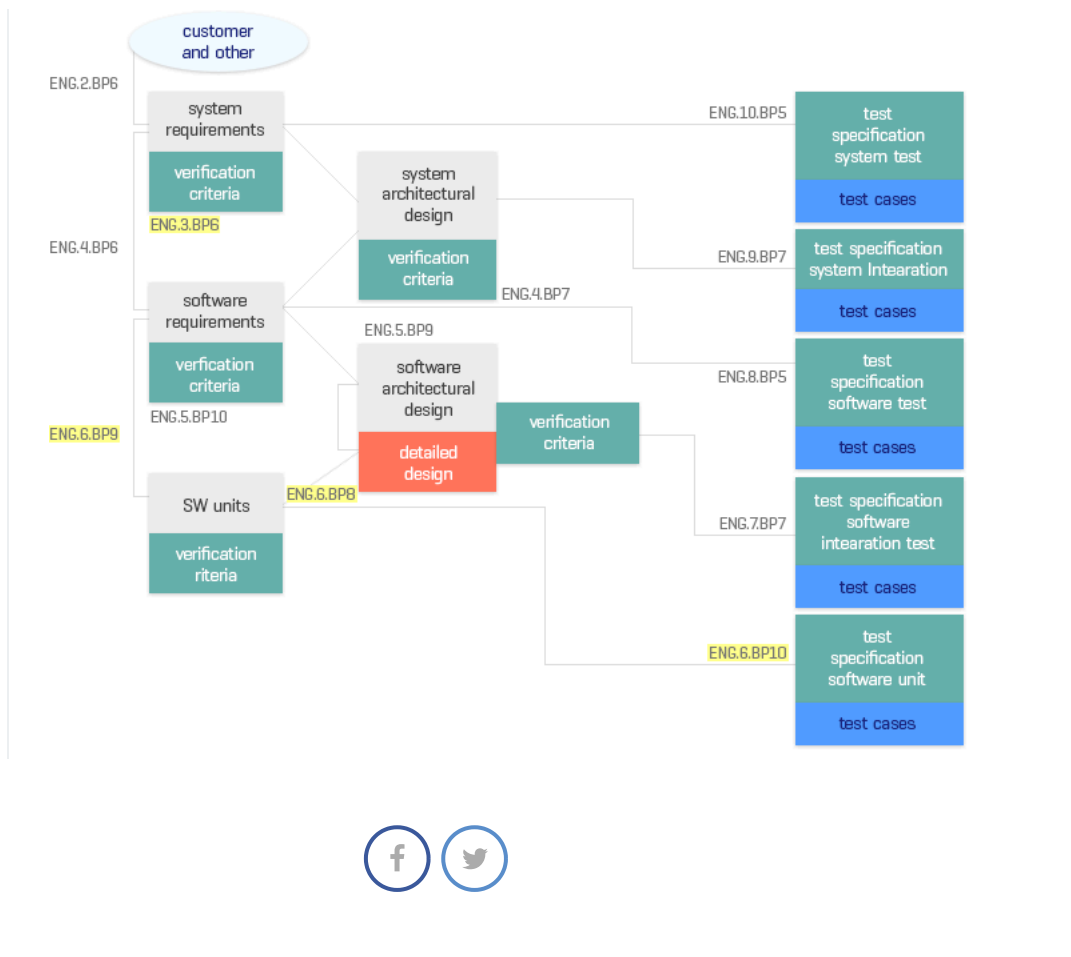 customer
and other
ENG.2.BP6
system
requirements
verification
criteria
ENG.3.BP6
ENG.4.BP6
system
architectural
design
verification
criteria
ENG.4.BP7
software
requirements
verfication
criteria
ENG.5.BP10
ENG.5.BP9
software
architectural
design
detailed
design
verification
criteria
ENG.6.BP9
ENG.6.BP8
SW units
verification
riteria
ENG.10.BP5
test
specification
system test
test cases
ENG.9.BP7
test specification
system Intearation
test cases
ENG.8.BP5
test
specification
software test
test cases
ENG.7.BP7
test specification
software
intearation test
test cases
ENG.6.BP10
test
specification
software unit
test cases